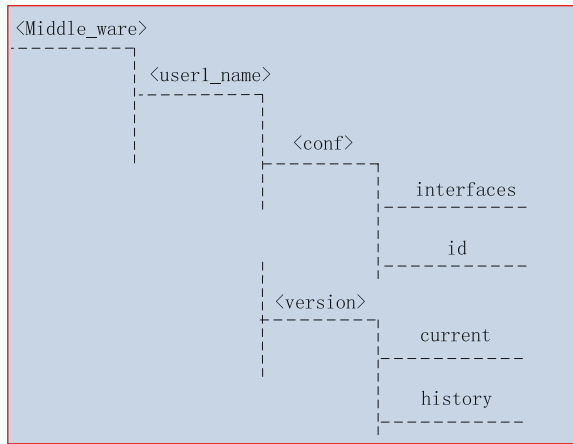 <Middle_ware>
<user1_name>
<conf>
interfaces
id
<version>
current
history